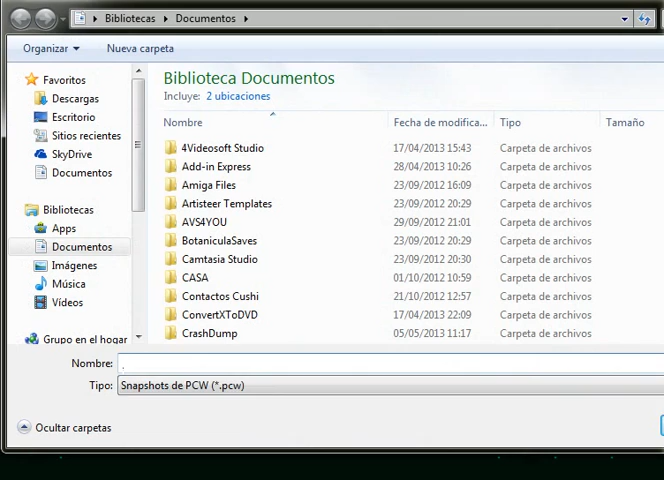 Bibliotecas Documentos
Organizar Nueva carpeta
Favoritos
Descargas
Escritorio
Sitios recientes
SkyDrive
Documentos
Bibliotecas
Apps
Documentos
Imágenes
Música
Vídeos
Grupo en el hogar
Biblioteca Documentos
Incluye: 2 ubicaciones
Nombre Fecha de modifica... Tipo Tamaño
4Videosoft Studio 17/04/2013 15:43 Carpeta de archivos
Add-in Express 28/04/2013 10:26 Carpeta de archivos
Amiga Files 23/09/2012 16:09 Carpeta de archivos
Artisteer Templates 23/09/2012 20:29 Carpeta de archivos
AVS4YOU 29/09/2012 21:01 Carpeta de archivos
BotaniculaSaves 23/09/2012 20:29 Carpeta de archivos
Camtasia Studio 23/09/2012 20:30 Carpeta de archivos
CASA 01/10/2012 10:59 Carpeta de archivos
Contactos Cushi 21/10/2012 12:57 Carpeta de archivos
ConvertXToDVD 17/04/2013 22:09 Carpeta de archivos
CrashDump 05/05/2013 11:17 Carpeta de archivos
Nombre: .
Tipo: Snapshots de PCW (*.pcw)
Ocultar carpetas